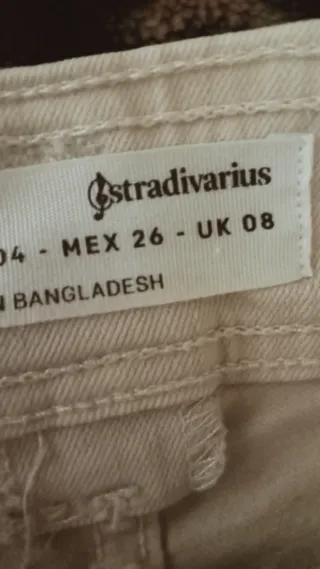 stradivarius
04 - MEX 26 - UK 08
N BANGLADESH